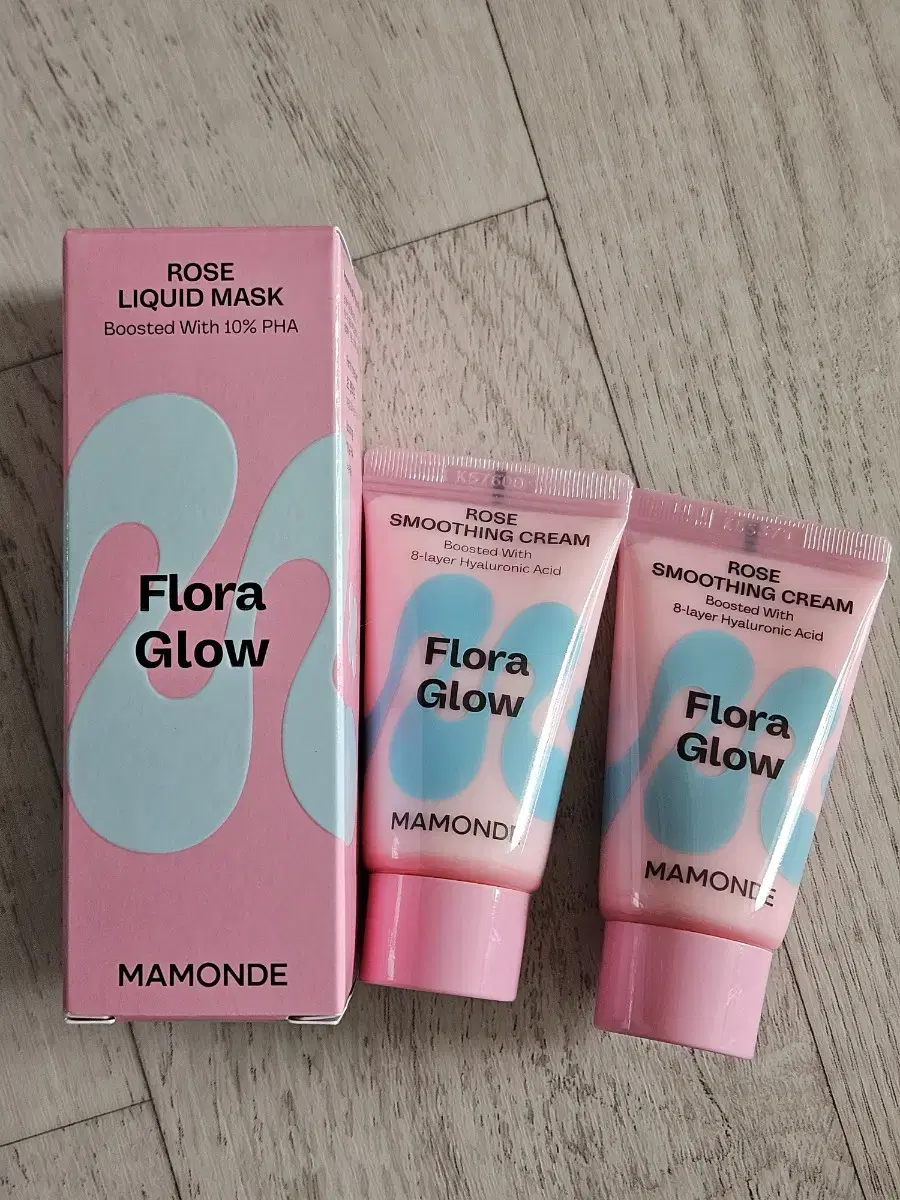 ROSE
LIQUID MASK
Boosted With 10% PHA
Flora
Glow
MAMONDE
ROSE
SMOOTHING CREAM
Boosted With
8-layer Hyaluronic Acid
Flora
Glow
MAMONDE
ROSE
SMOOTHING CREAM
Boosted With
8-layer Hyaluronic Acid
Flora
Glow
MAMONDE